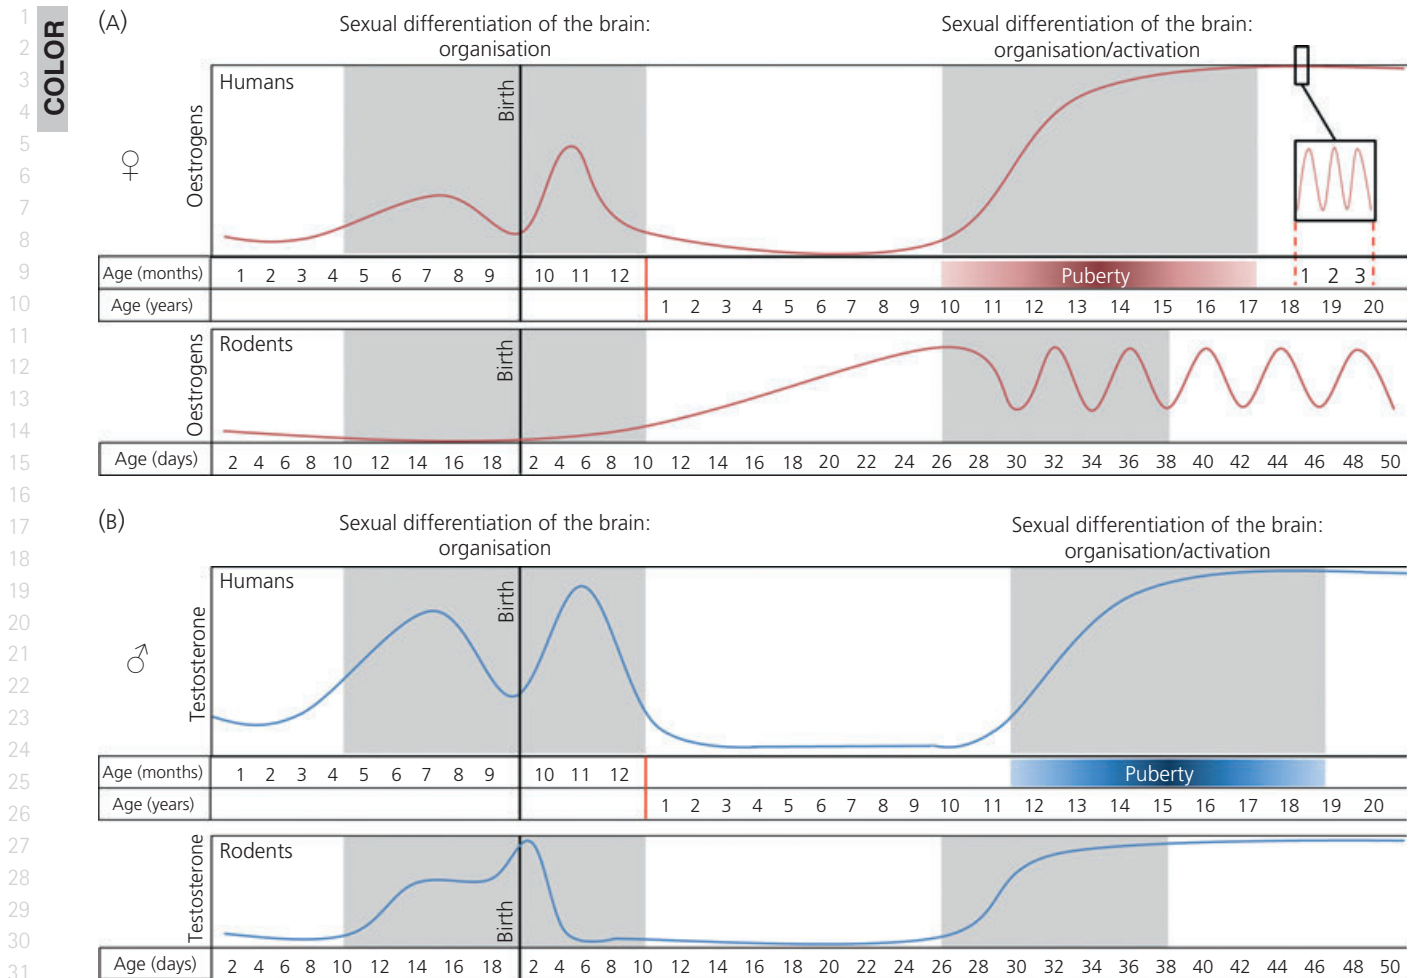 1
2
3
4
5
6
7
8
9
10
11
12
13
14
15
16
17
18
19
20
21
22
23
24
25
26
27
28
29
30
31
COLOR
(A)
Sexual differentiation of the brain:
organisation
Sexual differentiation of the brain:
organisation/activation
Humans
Birth
Oestrogens
♀
Age (months) 1 2 3 4 5 6 7 8 9 10 11 12 Puberty 1 2 3
Age (years) 1 2 3 4 5 6 7 8 9 10 11 12 13 14 15 16 17 18 19 20
Rodents
Birth
Oestrogens
Age (days) 2 4 6 8 10 12 14 16 18 2 4 6 8 10 12 14 16 18 20 22 24 26 28 30 32 34 36 38 40 42 44 46 48 50
(B)
Sexual differentiation of the brain:
organisation
Sexual differentiation of the brain:
organisation/activation
Humans
Birth
Testosterone
♂
Age (months) 1 2 3 4 5 6 7 8 9 10 11 12 Puberty
Age (years) 1 2 3 4 5 6 7 8 9 10 11 12 13 14 15 16 17 18 19 20
Rodents
Birth
Testosterone
Age (days) 2 4 6 8 10 12 14 16 18 2 4 6 8 10 12 14 16 18 20 22 24 26 28 30 32 34 36 38 40 42 44 46 48 50